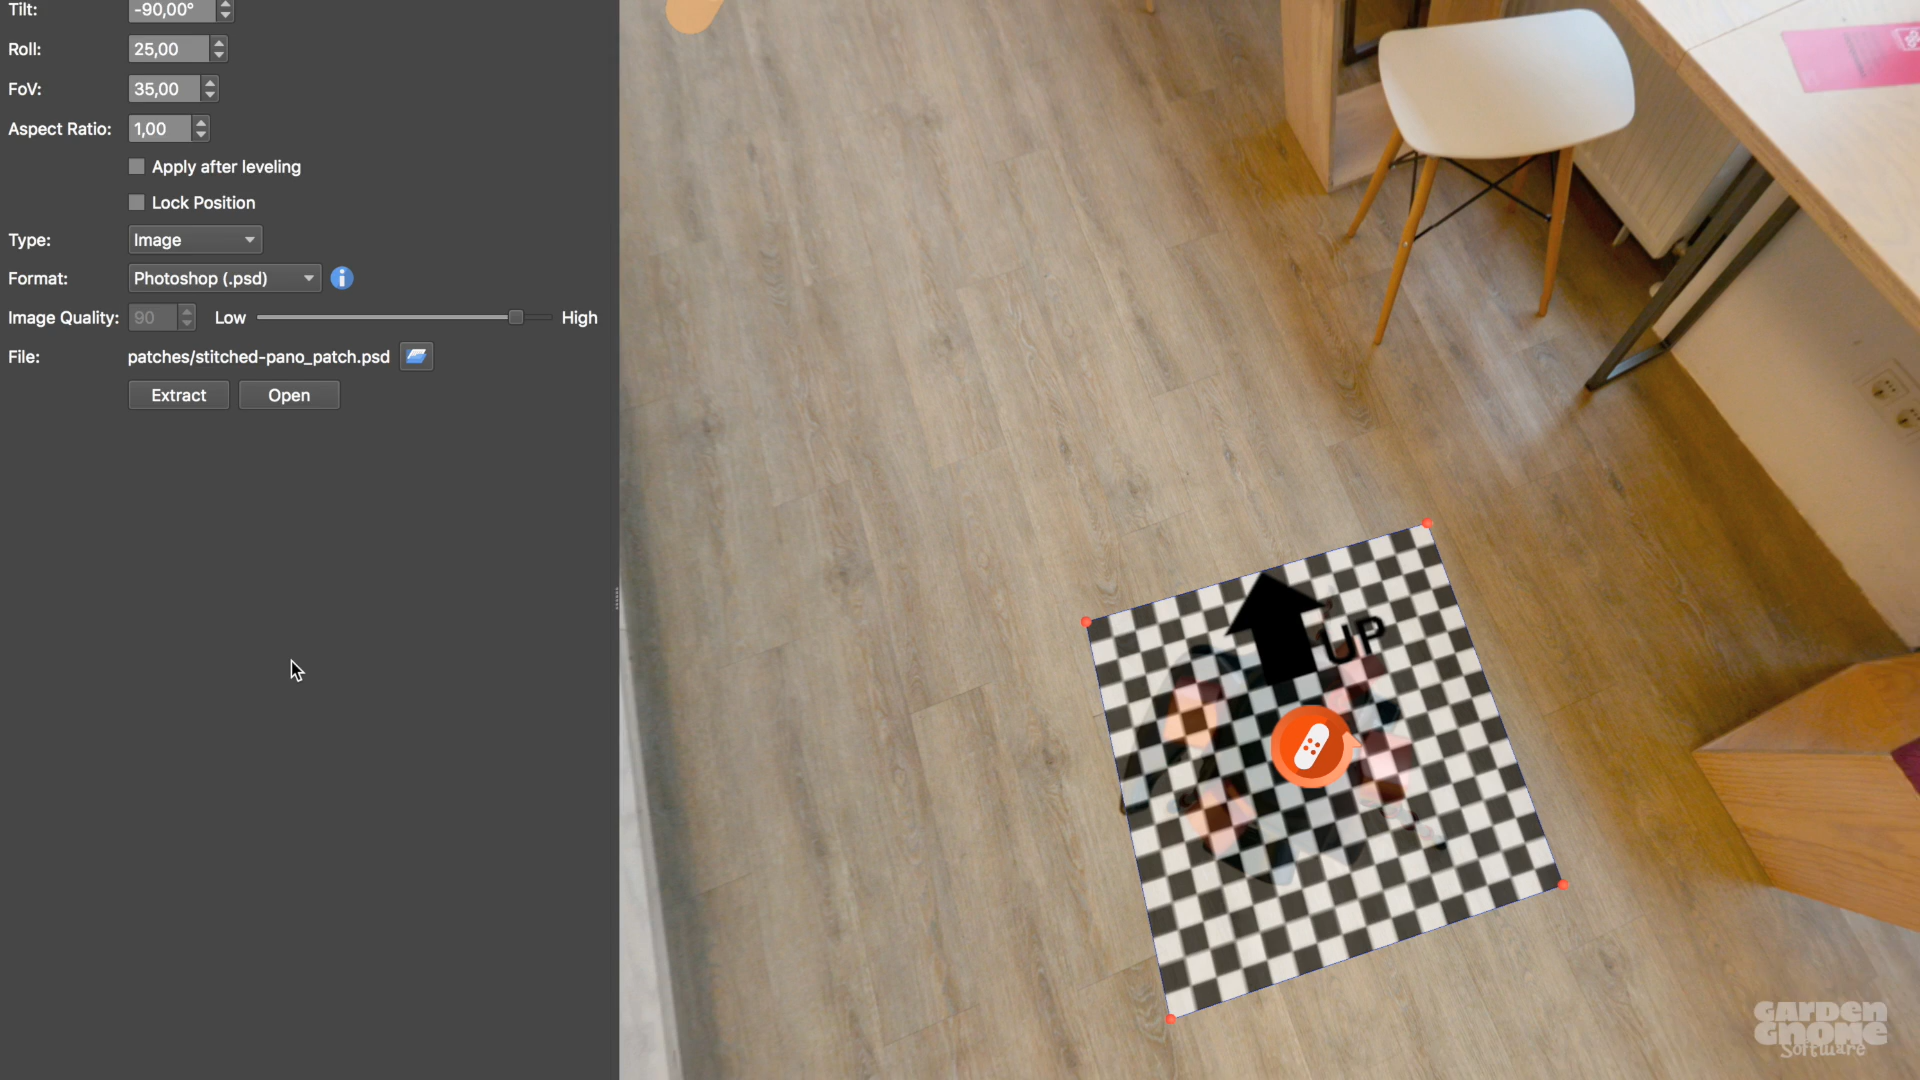 Tilt: -90,00°
Roll: 25,00
FoV: 35,00
Aspect Ratio: 1,00
Apply after leveling
Lock Position
Type: Image
Format: Photoshop (.psd)
Image Quality: 90 Low High
File: patches/stitched-pano_patch.psd
Extract Open
UP
GARDEN
GNOME
Software